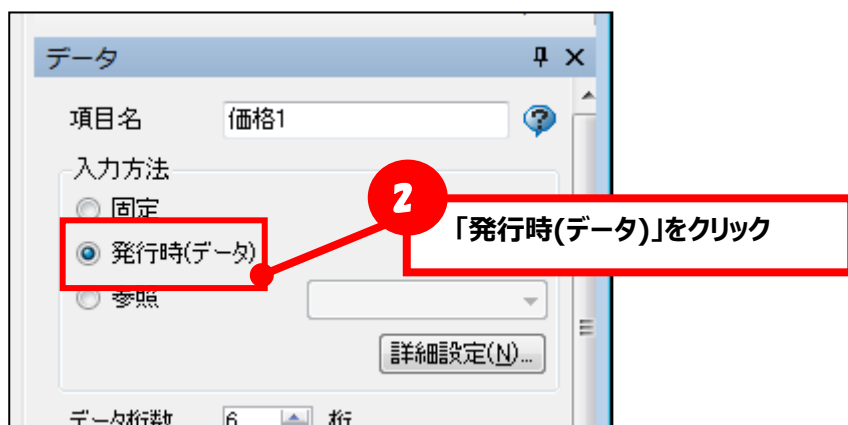 データ
項目名 価格1
入力方法
固定
2
「発行時(データ)」をクリック
発行時(データ)
参照
詳細設定(N)...
データ桁数 6 桁